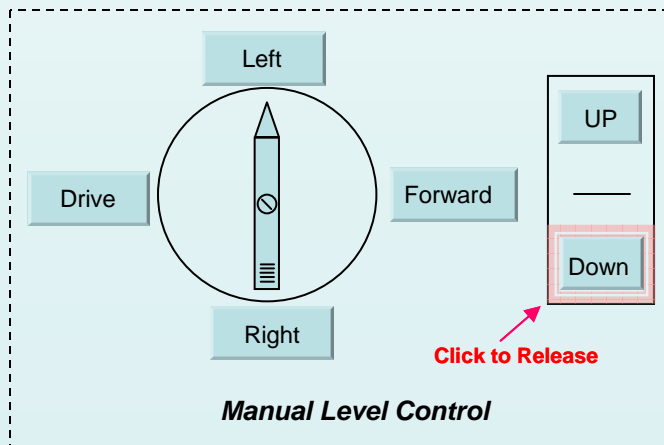 Left
UP
Drive
Forward
Down
Right
Click to Release
Manual Level Control